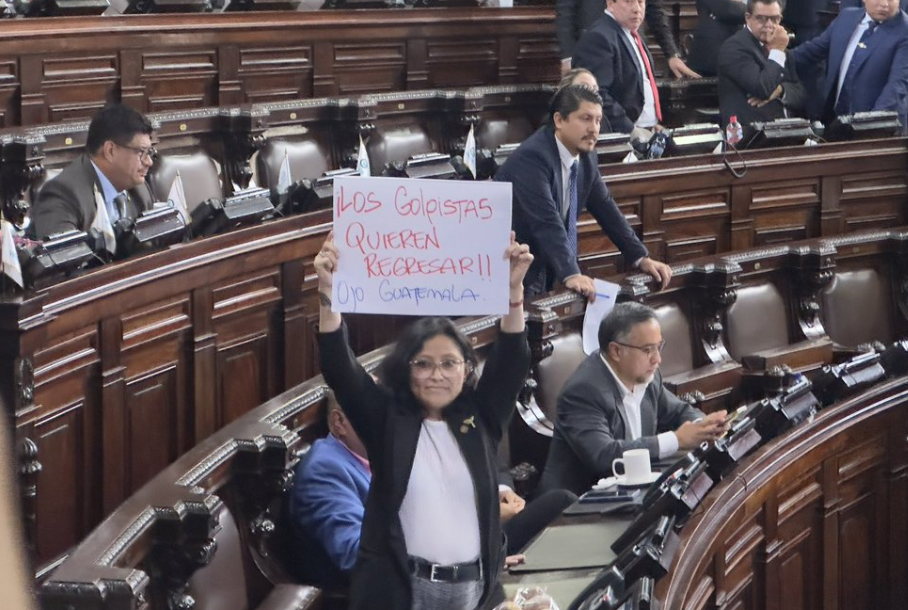 ¡LOS GOLPISTAS
QUIEREN
REGRESAR!!
OJO GUATEMALA.